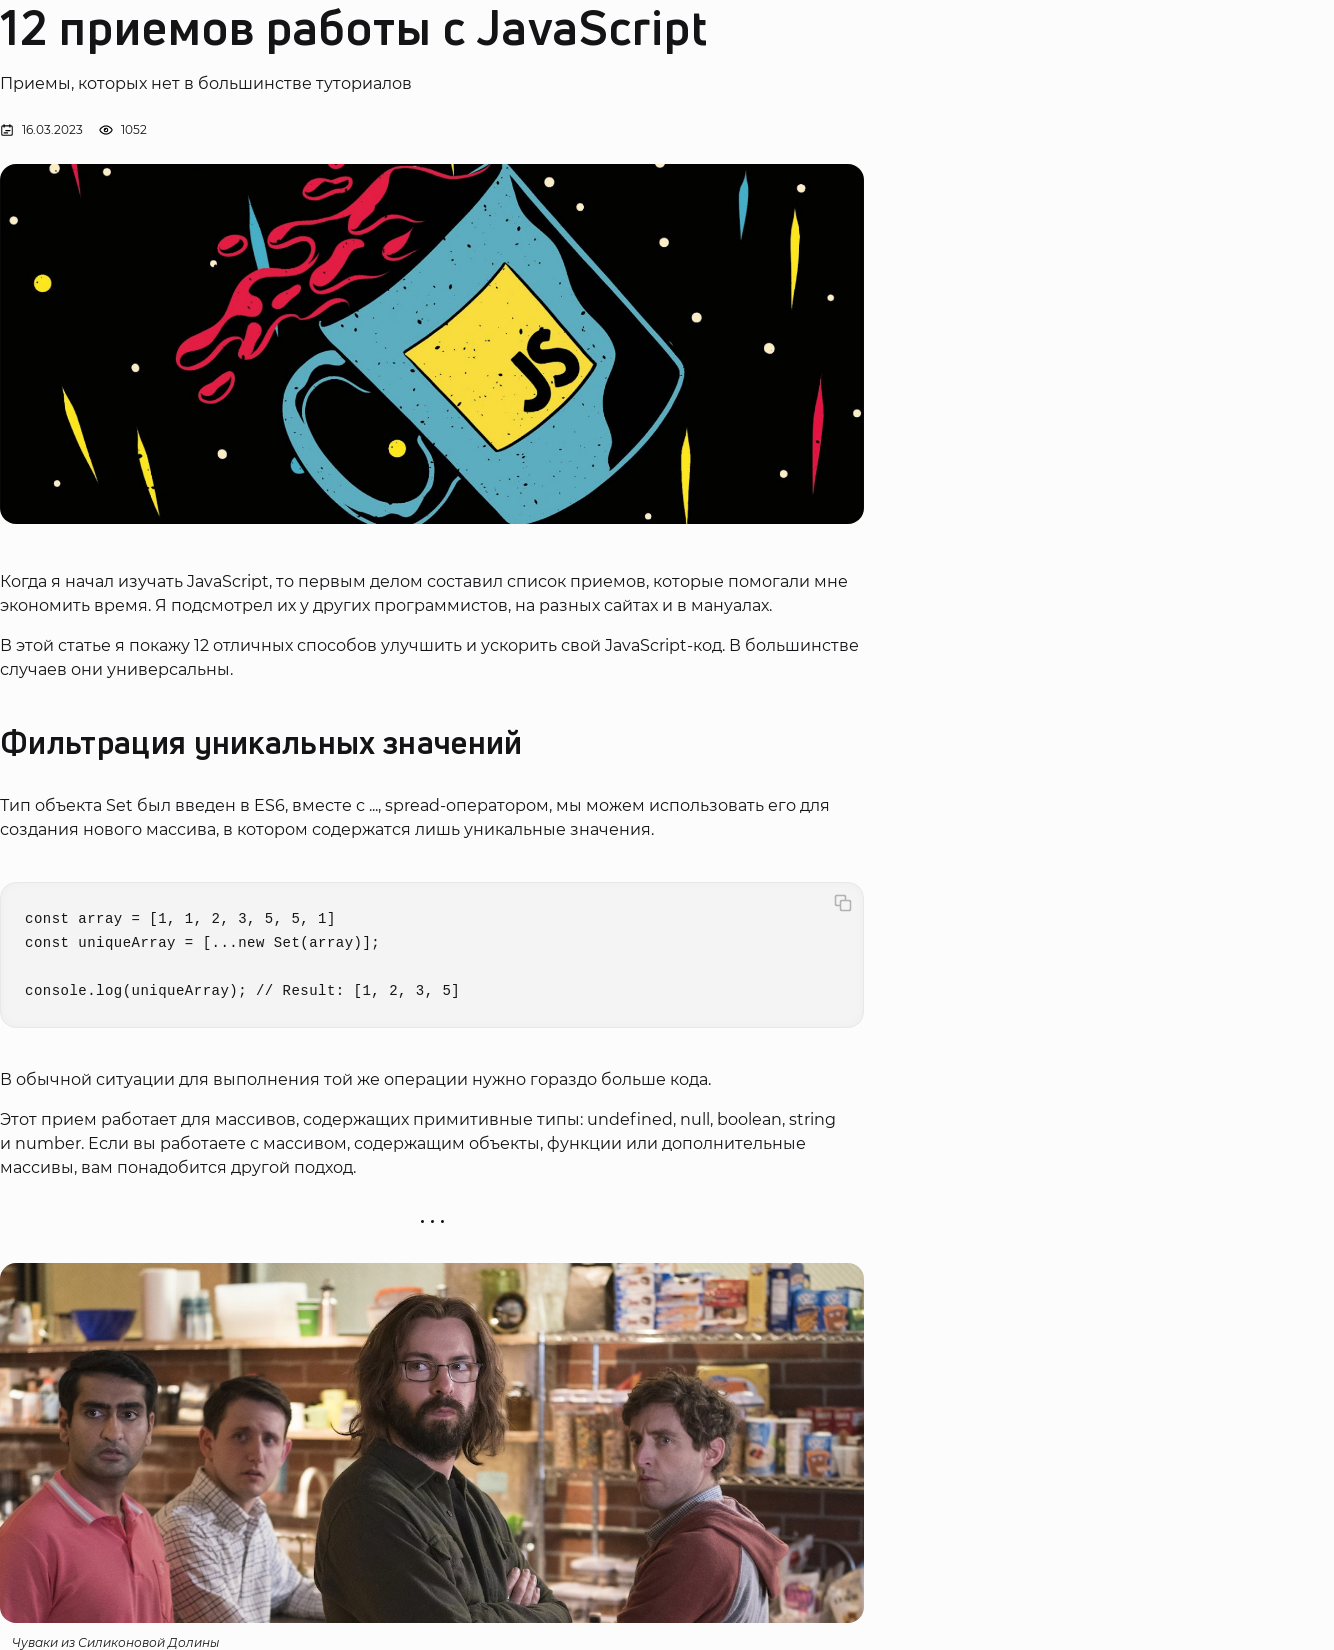 12 приемов работы с JavaScript
Приемы, которых нет в большинстве туториалов
16.03.2023 1052
JS
Когда я начал изучать JavaScript, то первым делом составил список приемов, которые помогали мне
экономить время. Я подсмотрел их у других программистов, на разных сайтах и в мануалах.
В этой статье я покажу 12 отличных способов улучшить и ускорить свой JavaScript-код. В большинстве
случаев они универсальны.
Фильтрация уникальных значений
Тип объекта Set был введен в ES6, вместе с ..., spread-оператором, мы можем использовать его для
создания нового массива, в котором содержатся лишь уникальные значения.
const array = [1, 1, 2, 3, 5, 5, 1]
const uniqueArray = [...new Set(array)];
console.log(uniqueArray); // Result: [1, 2, 3, 5]
В обычной ситуации для выполнения той же операции нужно гораздо больше кода.
Этот прием работает для массивов, содержащих примитивные типы: undefined, null, boolean, string
и number. Если вы работаете с массивом, содержащим объекты, функции или дополнительные
массивы, вам понадобится другой подход.
...
Чуваки из Силиконовой Долины